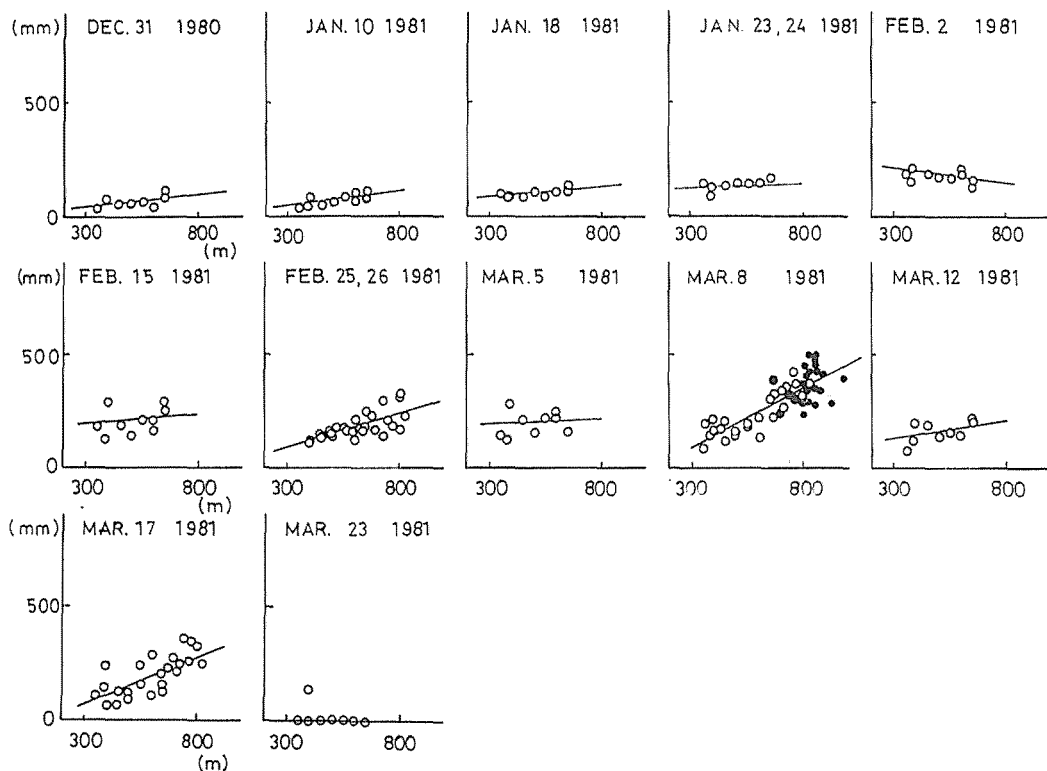 (mm) DEC. 31 1980 JAN. 10 1981 JAN. 18 1981 JAN. 23, 24 1981 FEB. 2 1981
500
0
300 800 300 800 300 800 300 800 300 800
(m)
(mm) FEB. 15 1981 FEB. 25, 26 1981 MAR. 5 1981 MAR. 8 1981 MAR. 12 1981
500
0
300 800 300 800 300 800 300 800 300 800
(m)
(mm) MAR. 17 1981 MAR. 23 1981
500
0
300 800 300 800
(m) (m)